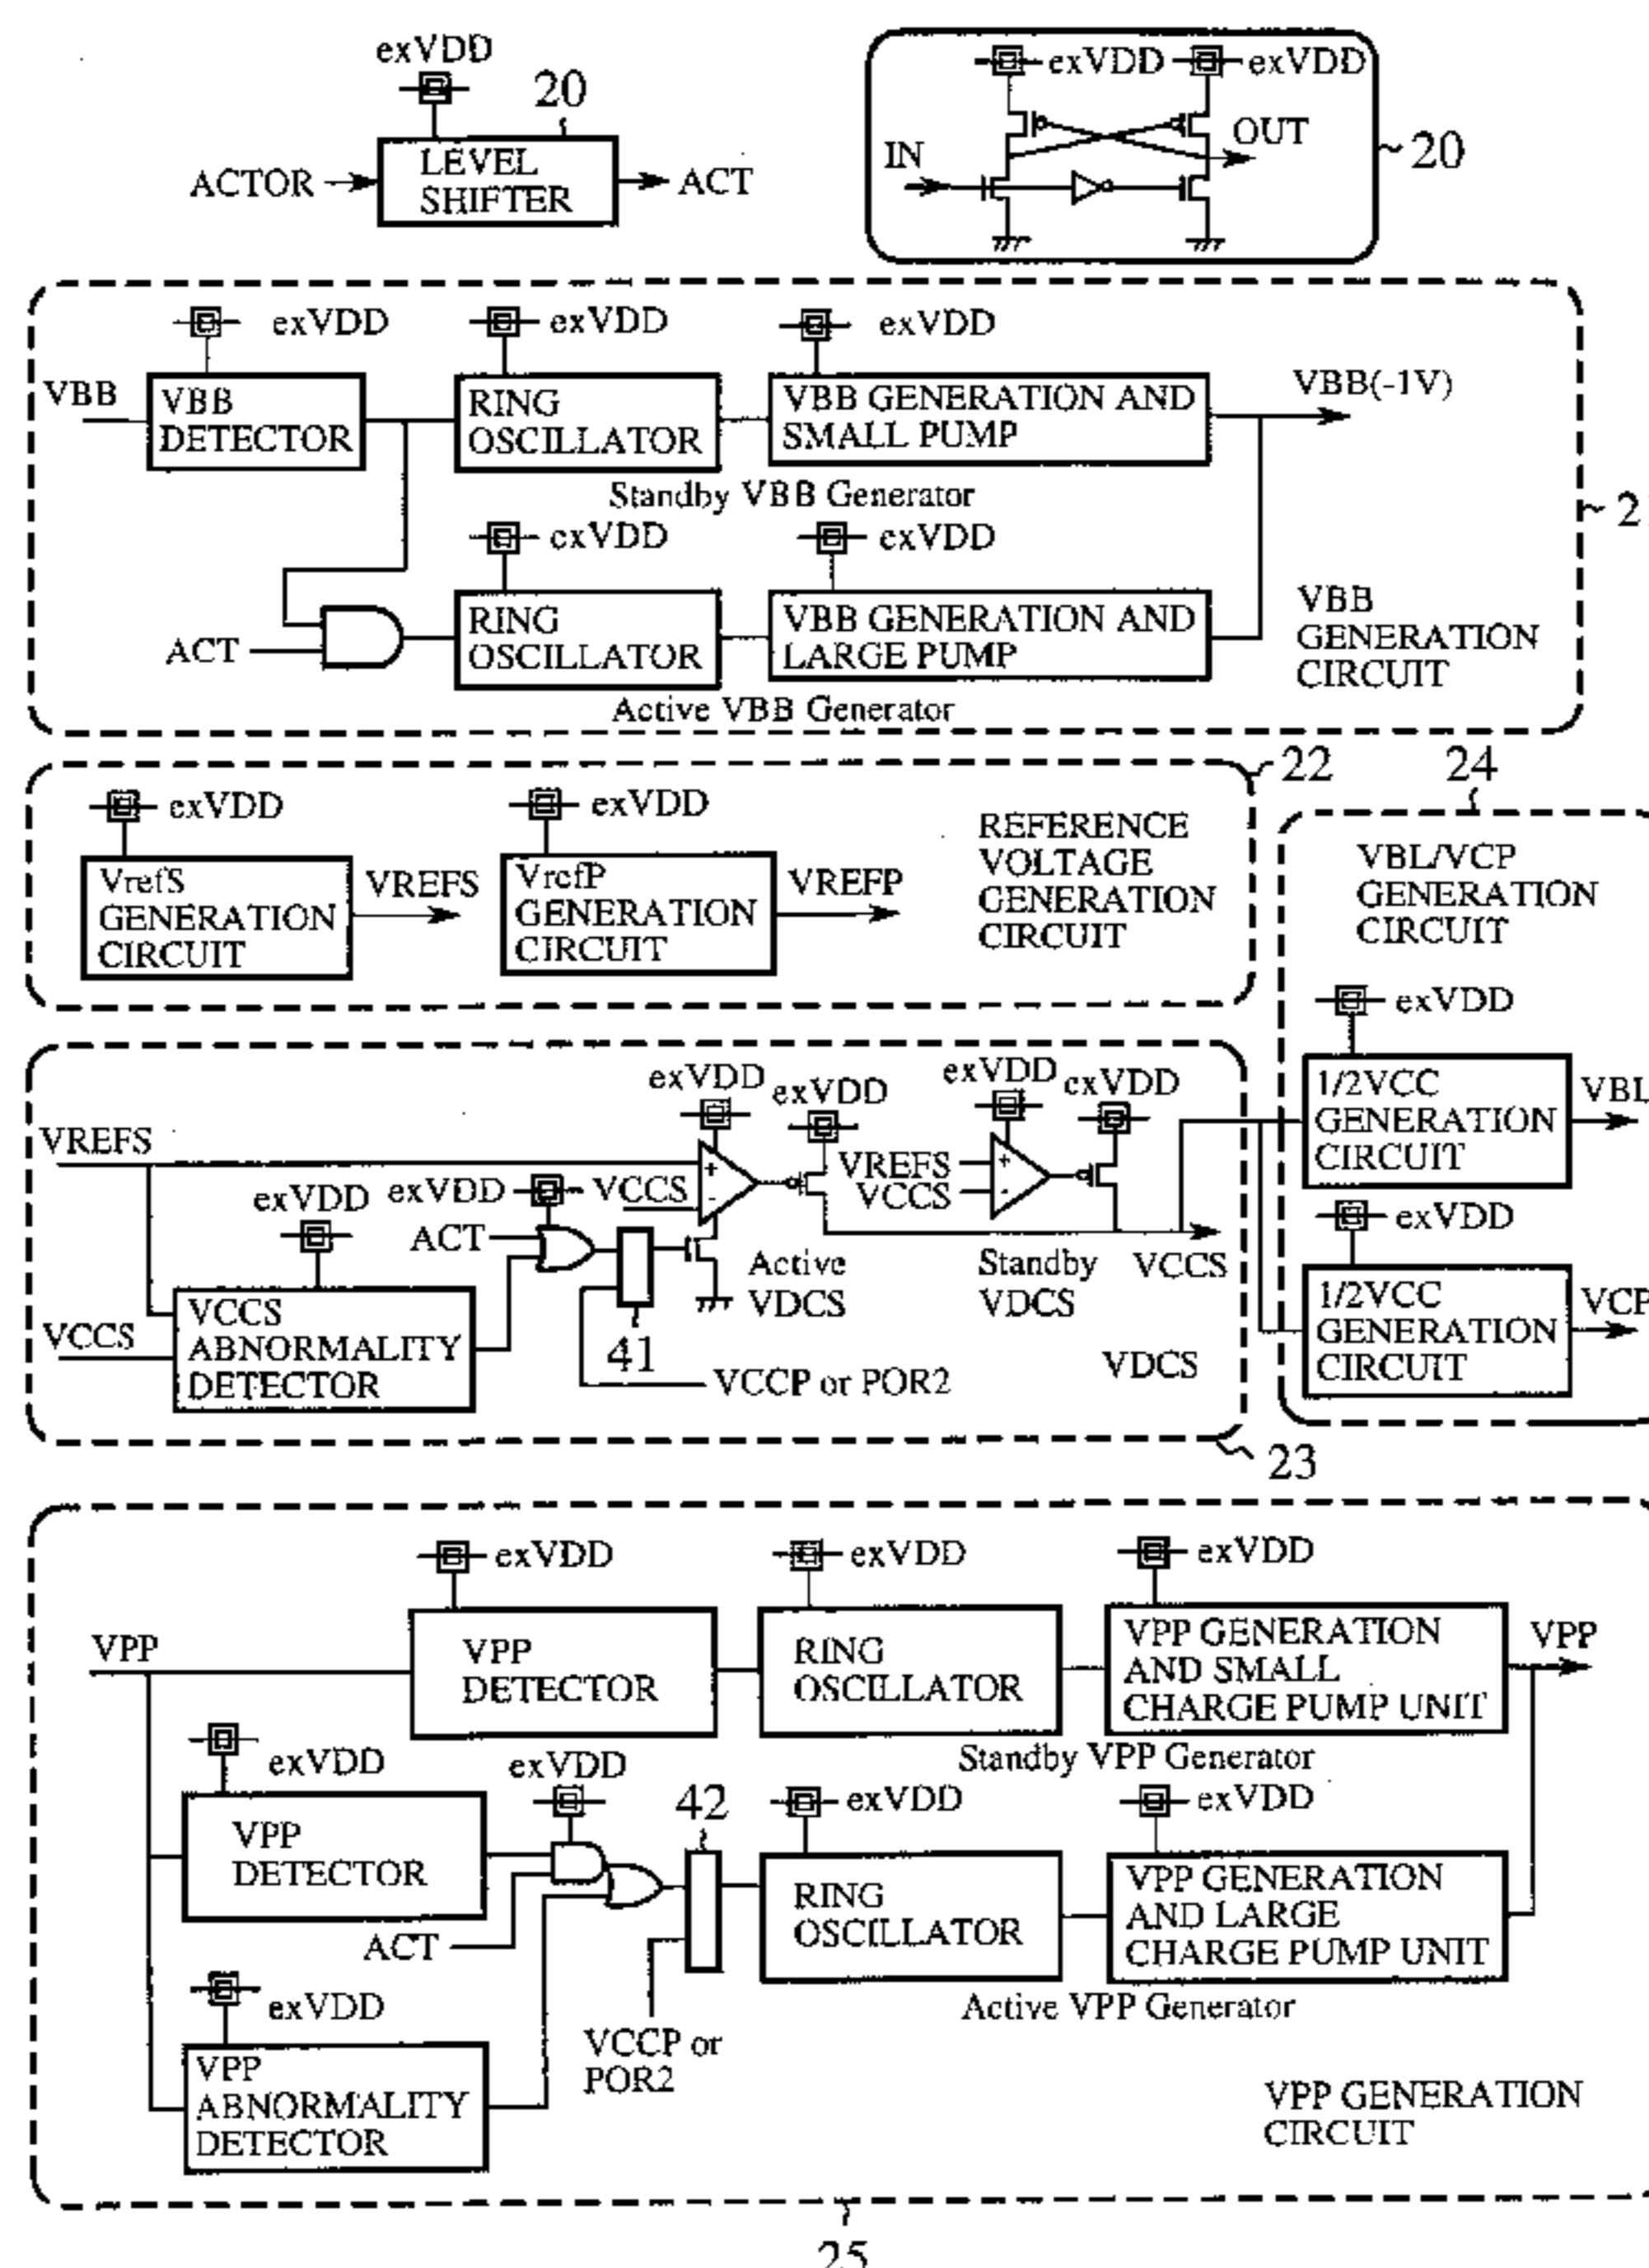 exVDD
20
ACTOR
LEVEL
SHIFTER
ACT
exVDD
exVDD
IN
OUT
20
exVDD
exVDD
exVDD
VBB
VBB
DETECTOR
RING
OSCILLATOR
VBB GENERATION AND
SMALL PUMP
VBB(-1V)
Standby VBB Generator
exVDD
exVDD
ACT
RING
OSCILLATOR
VBB GENERATION AND
LARGE PUMP
VBB
GENERATION
CIRCUIT
Active VBB Generator
22
24
exVDD
exVDD
VrefS
GENERATION
CIRCUIT
VREFS
VrefP
GENERATION
CIRCUIT
VREFP
REFERENCE
VOLTAGE
GENERATION
CIRCUIT
VBL/VCP
GENERATION
CIRCUIT
exVDD
1/2VCC
GENERATION
CIRCUIT
VBL
exVDD
1/2VCC
GENERATION
CIRCUIT
VCP
exVDD
exVDD
exVDD
exVDD
VREFS
+
-
VREFS
VCCS
+
-
exVDD
exVDD
VCCS
ACT
Active
VDCS
Standby
VDCS
VCCS
VCCS
VCCS
ABNORMALITY
DETECTOR
41
VCCP or POR2
VDCS
23
exVDD
exVDD
exVDD
VPP
VPP
DETECTOR
RING
OSCILLATOR
VPP GENERATION
AND SMALL
CHARGE PUMP UNIT
VPP
Standby VPP Generator
exVDD
exVDD
42
exVDD
exVDD
VPP
DETECTOR
ACT
RING
OSCILLATOR
VPP GENERATION
AND LARGE
CHARGE PUMP UNIT
Active VPP Generator
exVDD
VCCP or
POR2
VPP
ABNORMALITY
DETECTOR
VPP GENERATION
CIRCUIT
25